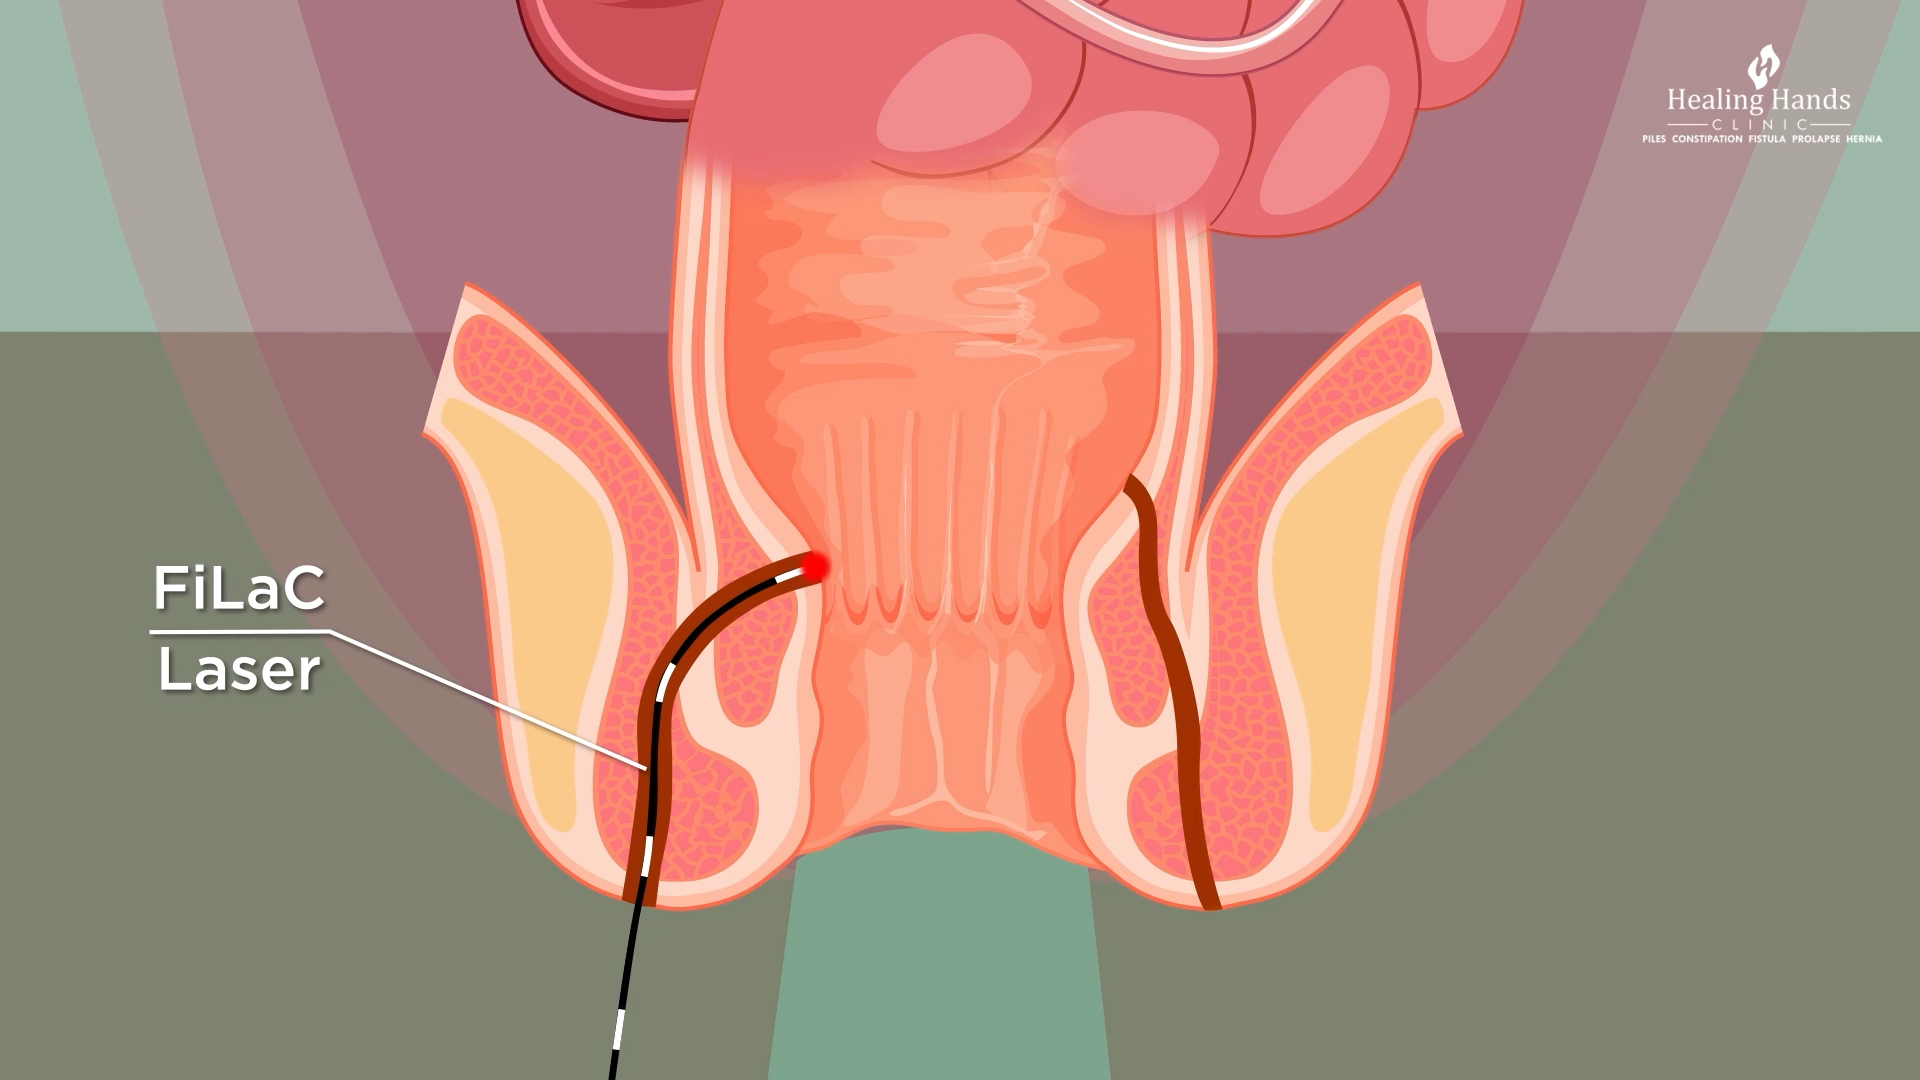 Healing Hands
CLINIC
PILES CONSTIPATION FISTULA PROLAPSE HERNIA
FiLaC
Laser